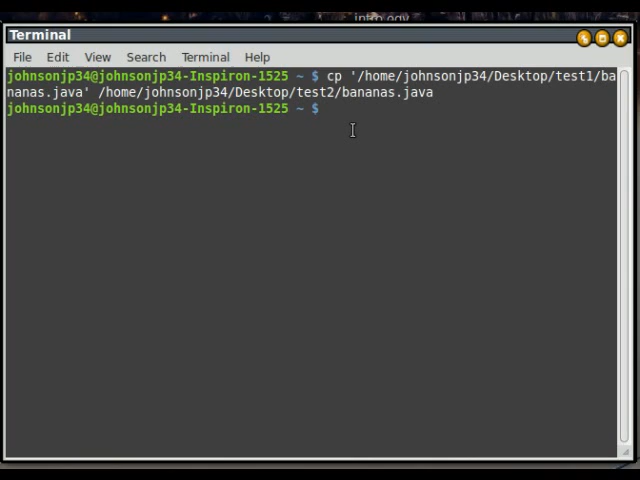 Terminal
File Edit View Search Terminal Help
johnsonjp34@johnsonjp34-Inspiron-1525 ~ $ cp '/home/johnsonjp34/Desktop/test1/ba
nanas.java' /home/johnsonjp34/Desktop/test2/bananas.java
johnsonjp34@johnsonjp34-Inspiron-1525 ~ $